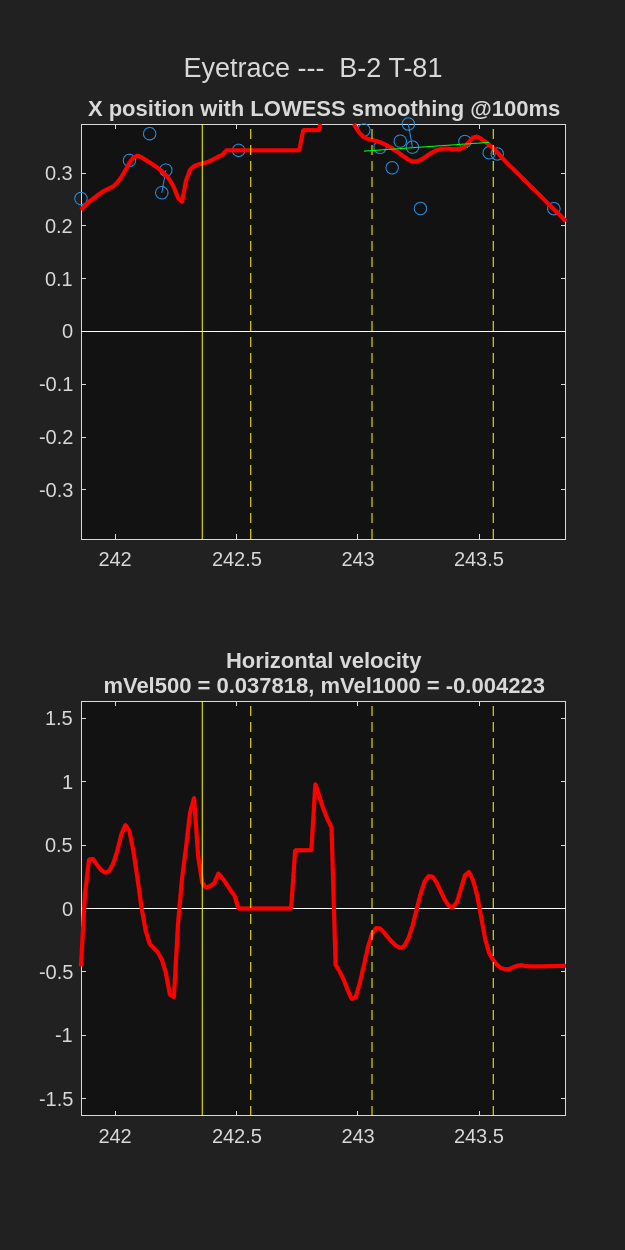 Eyetrace --- B-2 T-81
X position with LOWESS smoothing @100ms
0.3
0.2
0.1
0
-0.1
-0.2
-0.3
242 242.5 243 243.5
Horizontal velocity
mVel500 = 0.037818, mVel1000 = -0.004223
1.5
1
0.5
0
-0.5
-1
-1.5
242 242.5 243 243.5